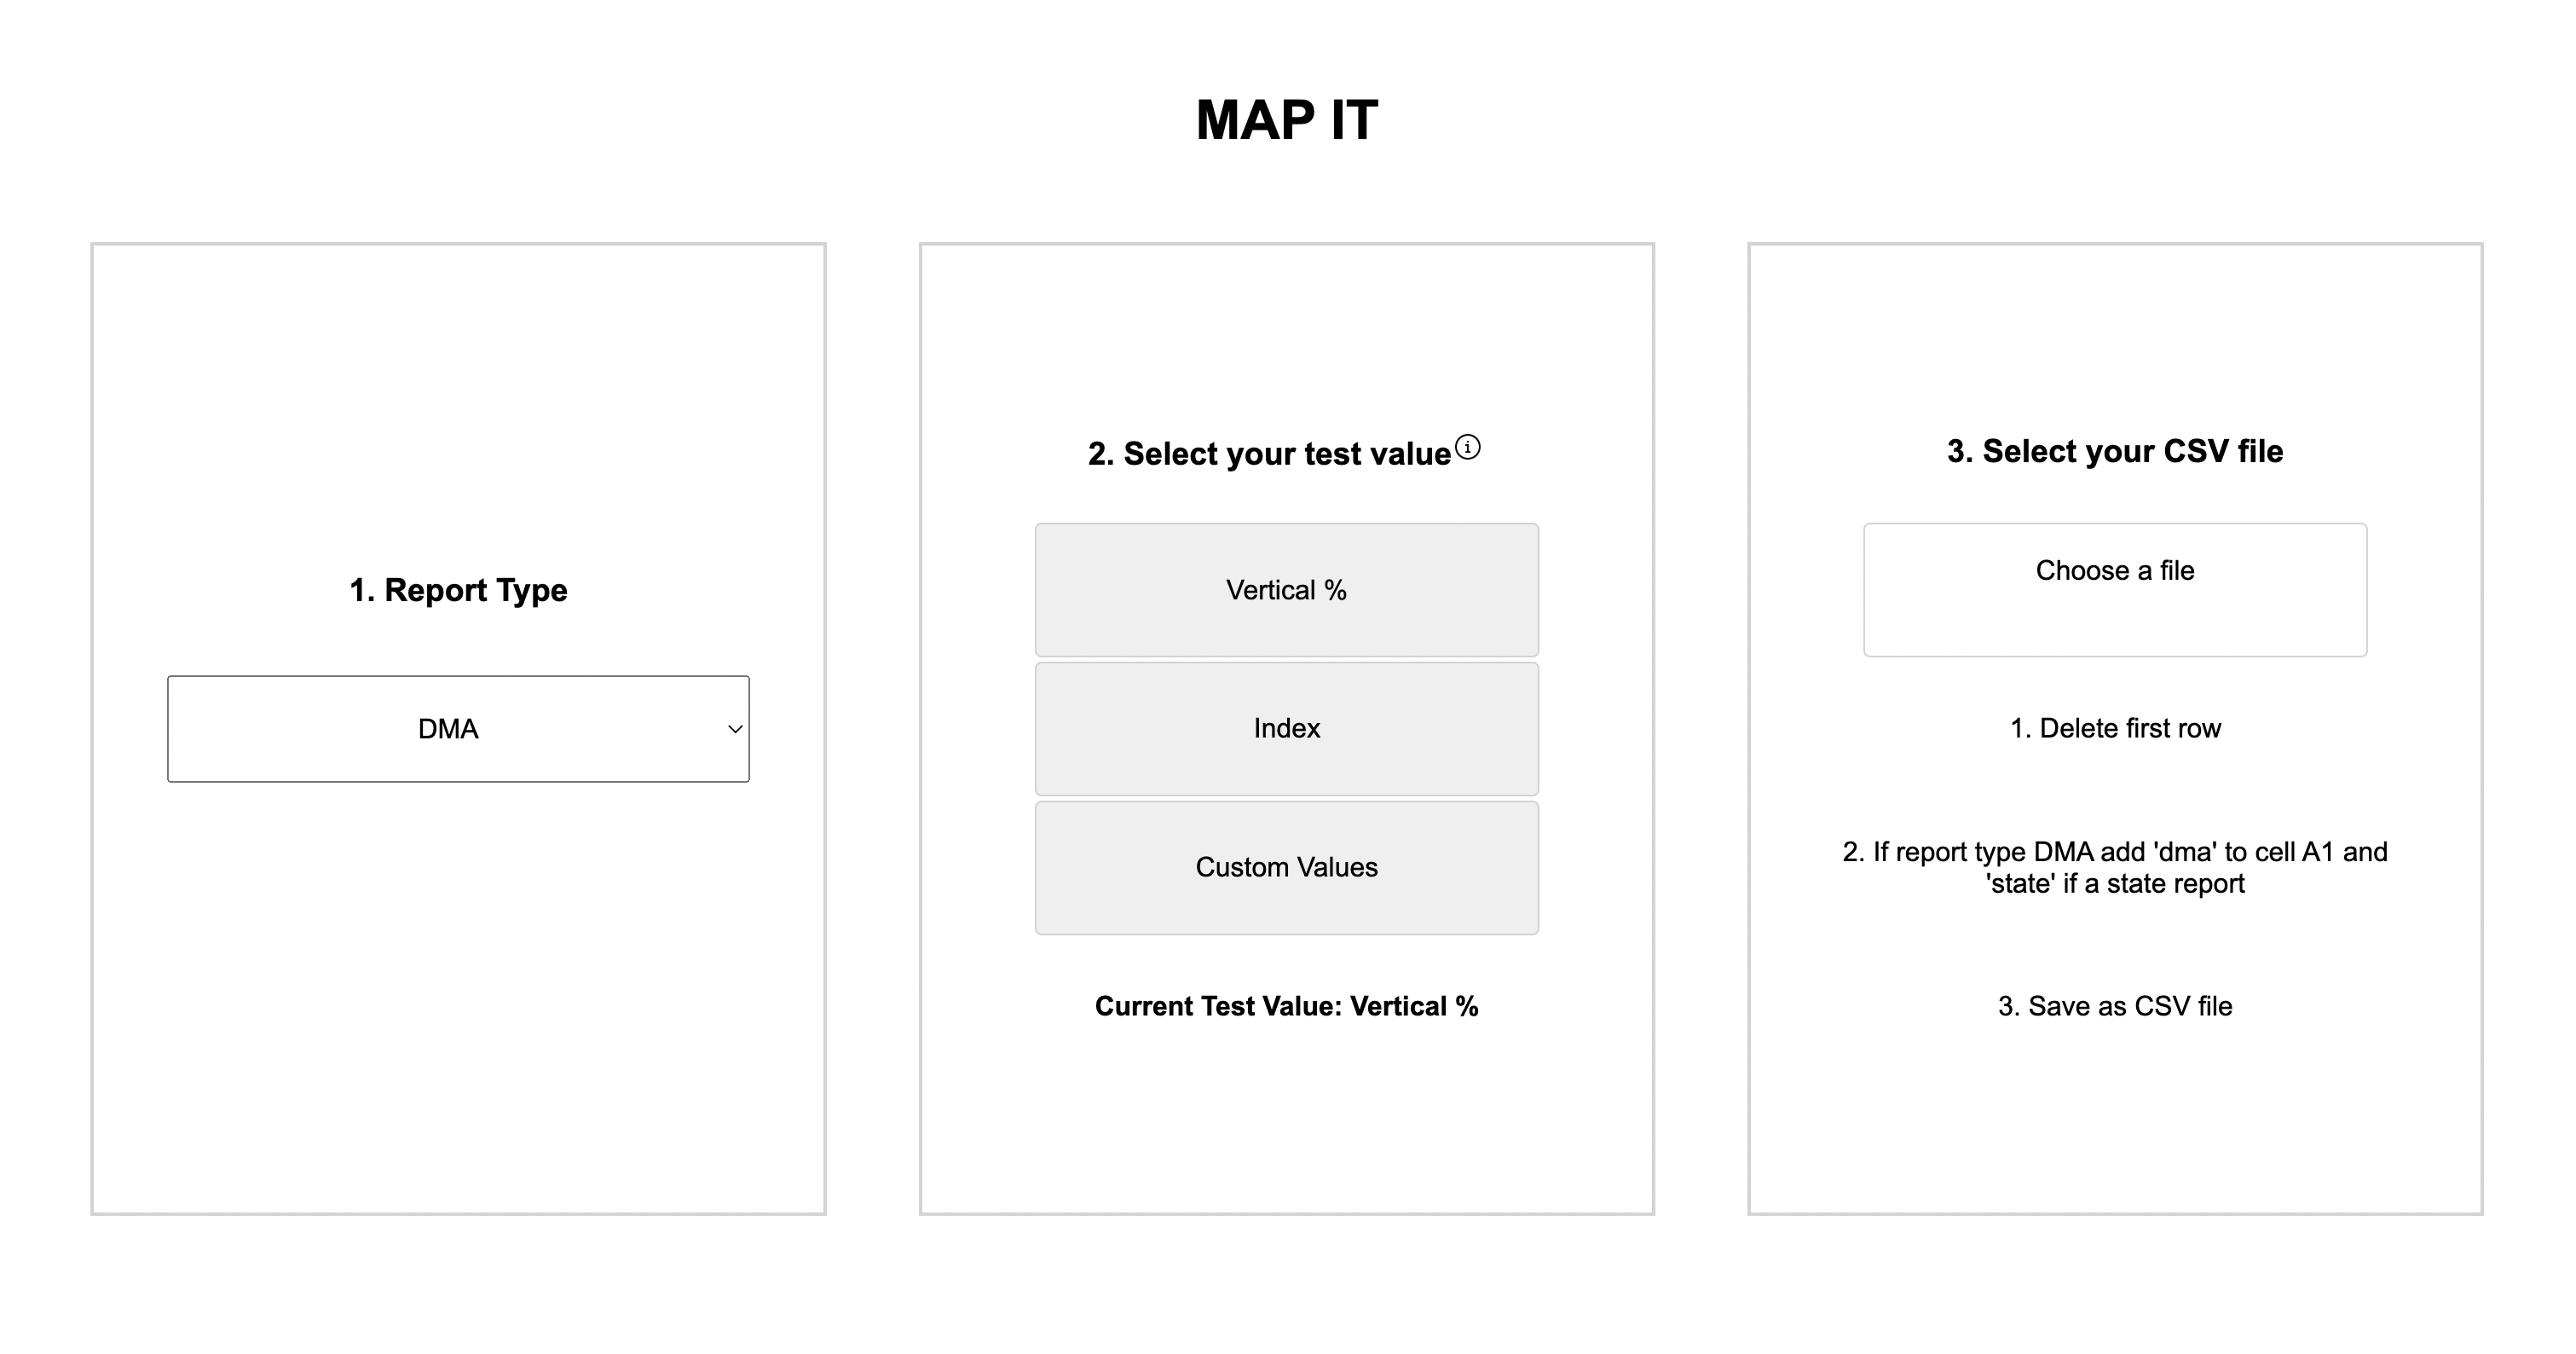 MAP IT
1. Report Type
DMA
2. Select your test value
Vertical %
Index
Custom Values
Current Test Value: Vertical %
3. Select your CSV file
Choose a file
1. Delete first row
2. If report type DMA add 'dma' to cell A1 and
'state' if a state report
3. Save as CSV file